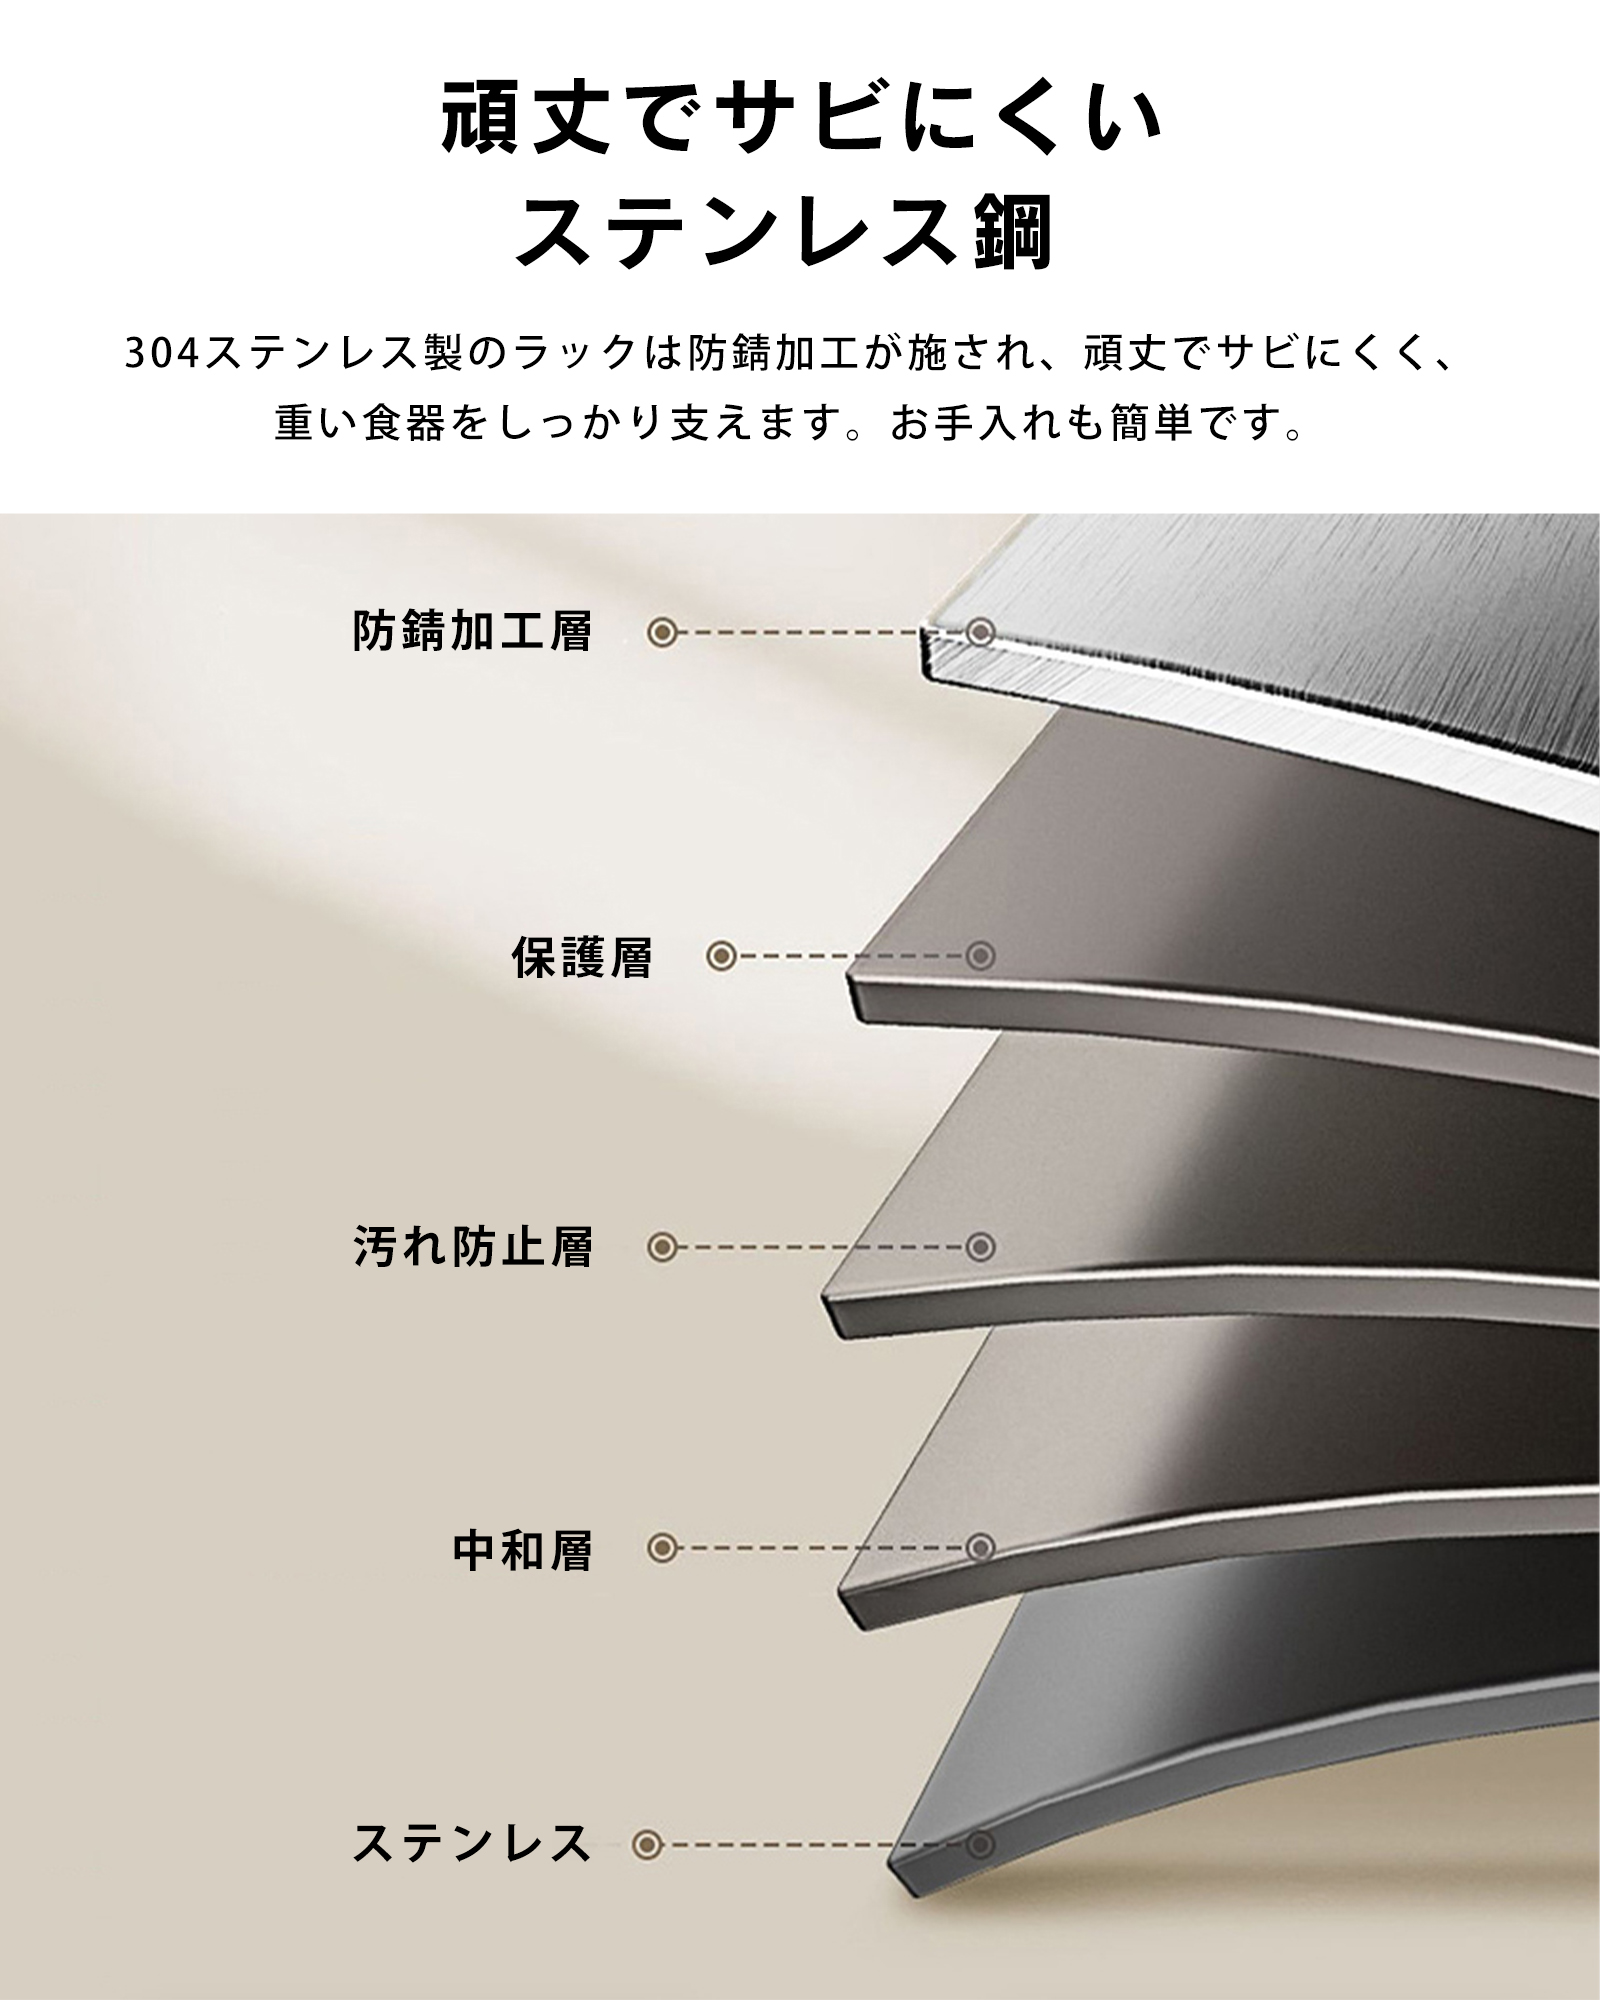 頑丈でサビにくい
ステンレス鋼
304ステンレス製のラックは防錆加工が施され、頑丈でサビにくく、
重い食器をしっかり支えます。お手入れも簡単です。
防錆加工層
保護層
汚れ防止層
中和層
ステンレス